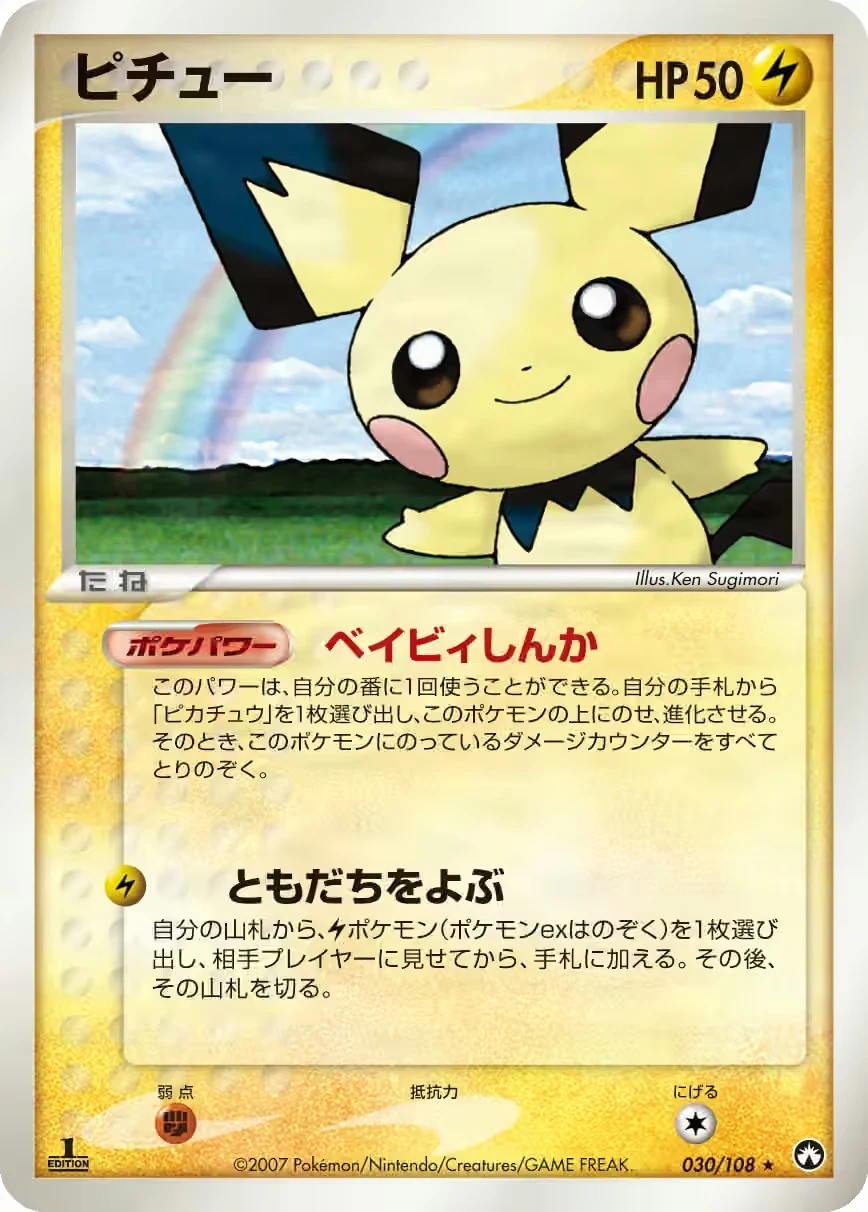 ピチュー HP50
たね Illus.Ken Sugimori
ポケパワー ベイビィしんか
このパワーは、自分の番に1回使うことができる。自分の手札から
「ピカチュウ」を1枚選び出し、このポケモンの上にのせ、進化させる。
そのとき、このポケモンにのっているダメージカウンターをすべて
とりのぞく。
ともだちをよぶ
自分の山札から、ポケモン(ポケモンexはのぞく)を1枚選び
出し、相手プレイヤーに見せてから、手札に加える。その後、
その山札を切る。
弱点 抵抗力 にげる
1 EDITION ©2007 Pokémon/Nintendo/Creatures/GAME FREAK. 030/108 ★